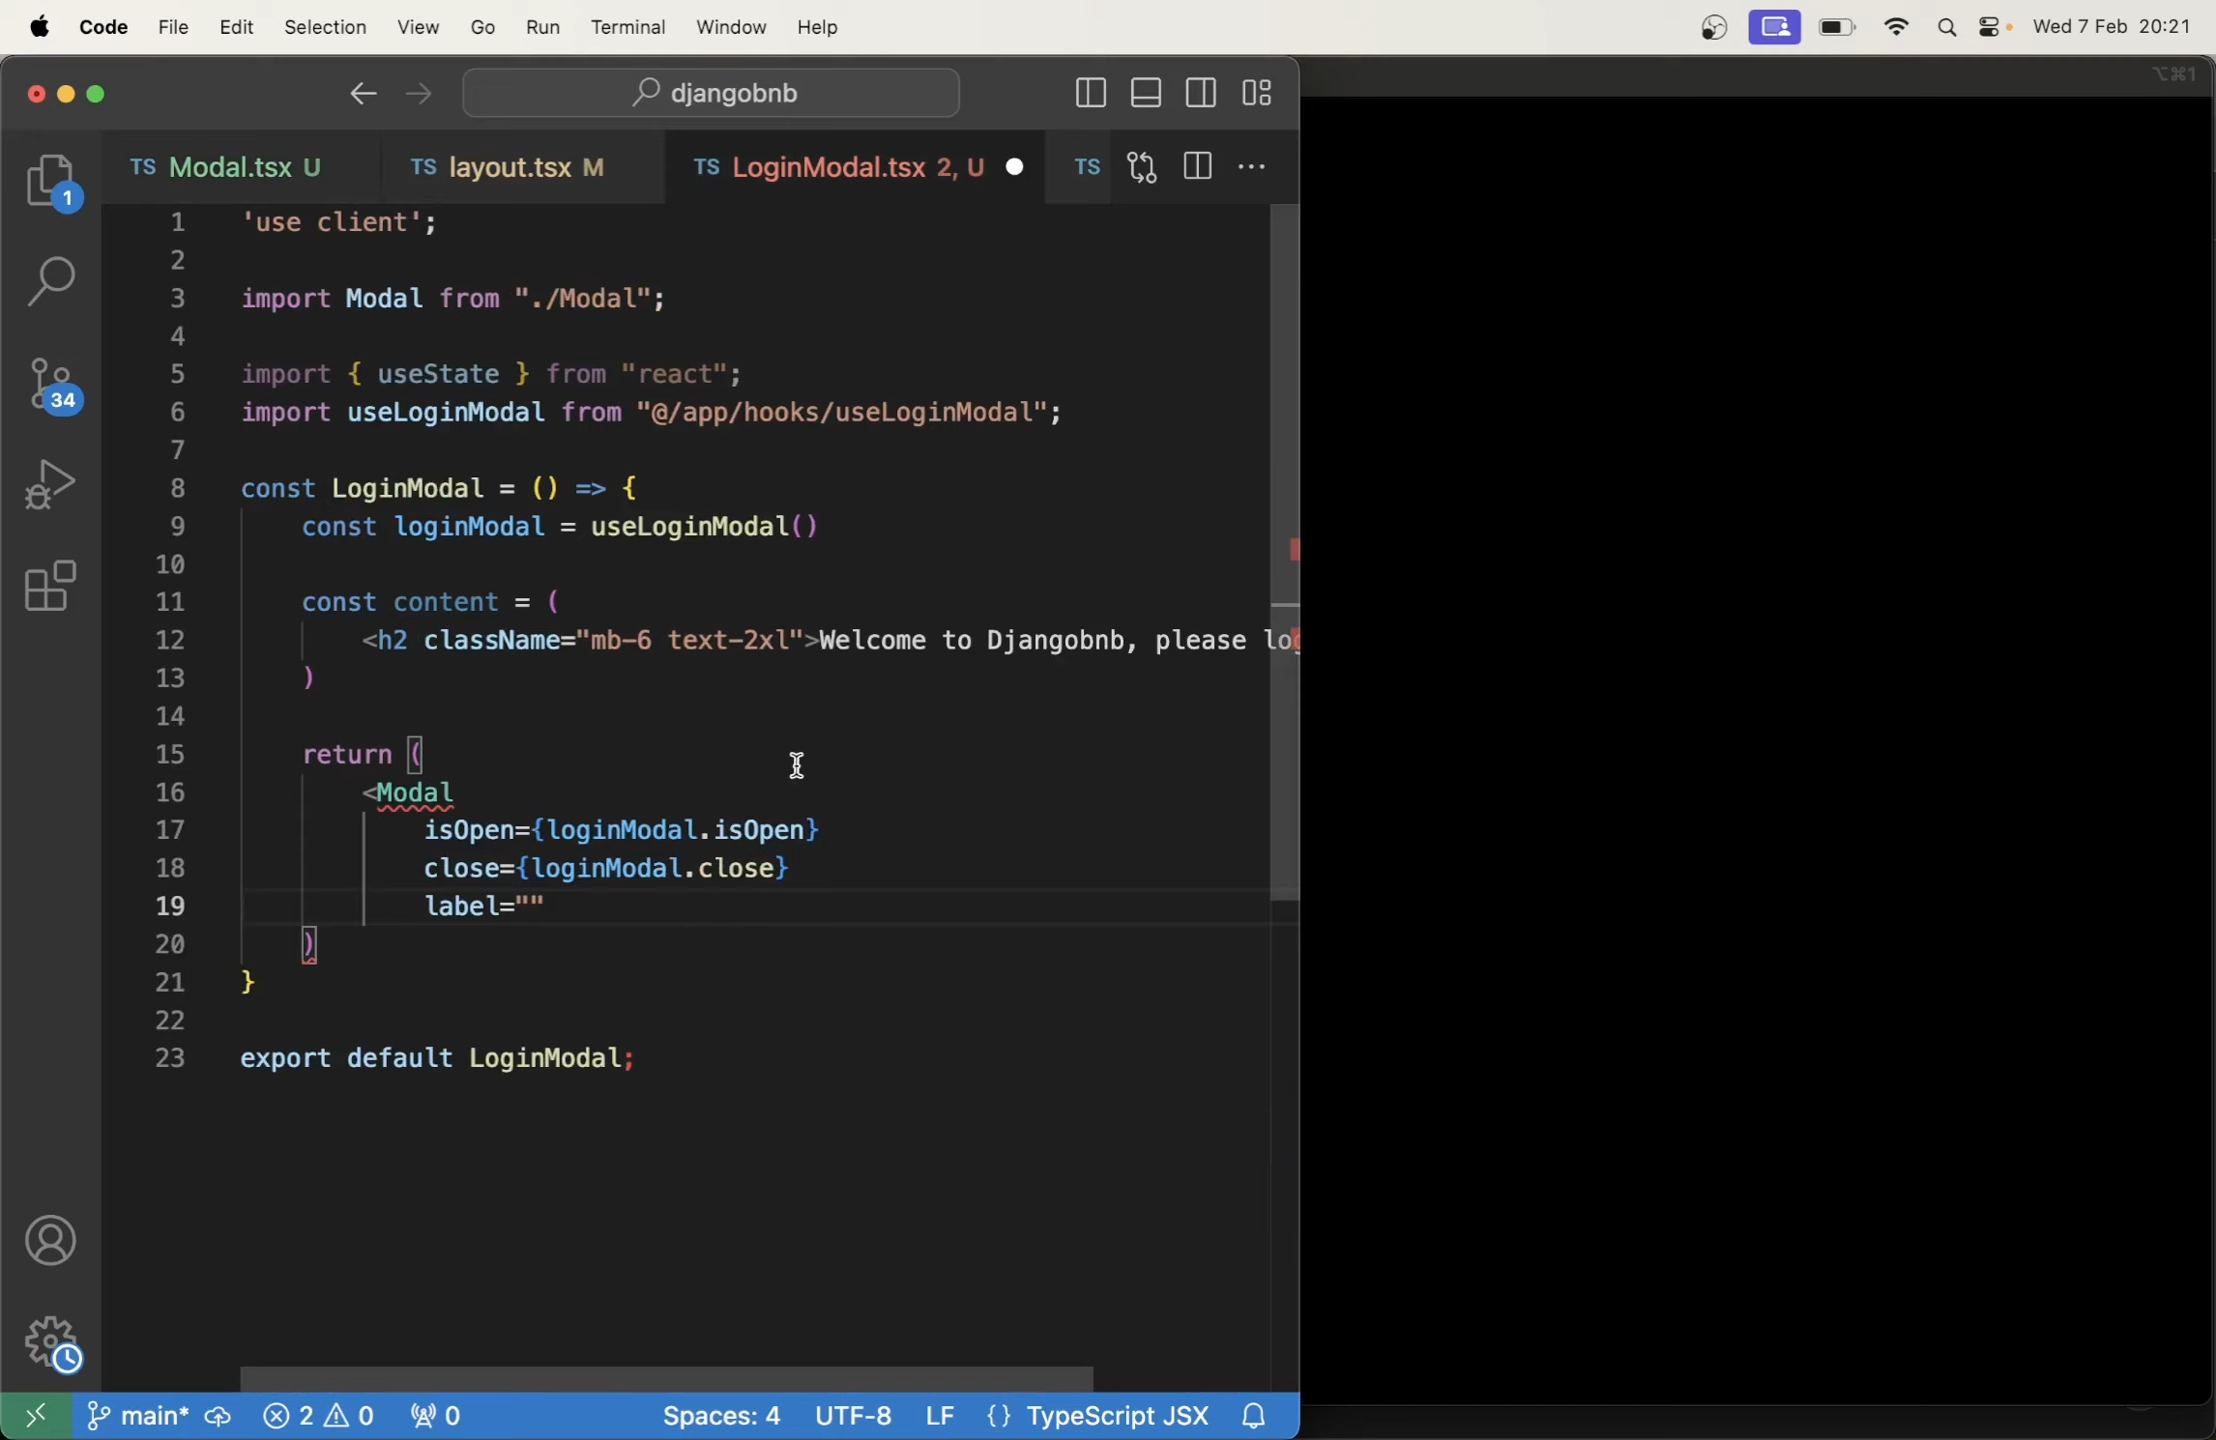 Code File Edit Selection View Go Run Terminal Window Help Wed 7 Feb 20:21
djangobnb
⌥⌘1
TS Modal.tsx U TS layout.tsx M TS LoginModal.tsx 2, U TS
1
34
1 'use client';
2
3 import Modal from "./Modal";
4
5 import { useState } from "react";
6 import useLoginModal from "@/app/hooks/useLoginModal";
7
8 const LoginModal = () => {
9 const loginModal = useLoginModal()
10
11 const content = (
12 <h2 className="mb-6 text-2xl">Welcome to Djangobnb, please log
13 )
14
15 return (
16 <Modal
17 isOpen={loginModal.isOpen}
18 close={loginModal.close}
19 label=""
20 )
21 }
22
23 export default LoginModal;
main* 2 0 0 Spaces: 4 UTF-8 LF {} TypeScript JSX